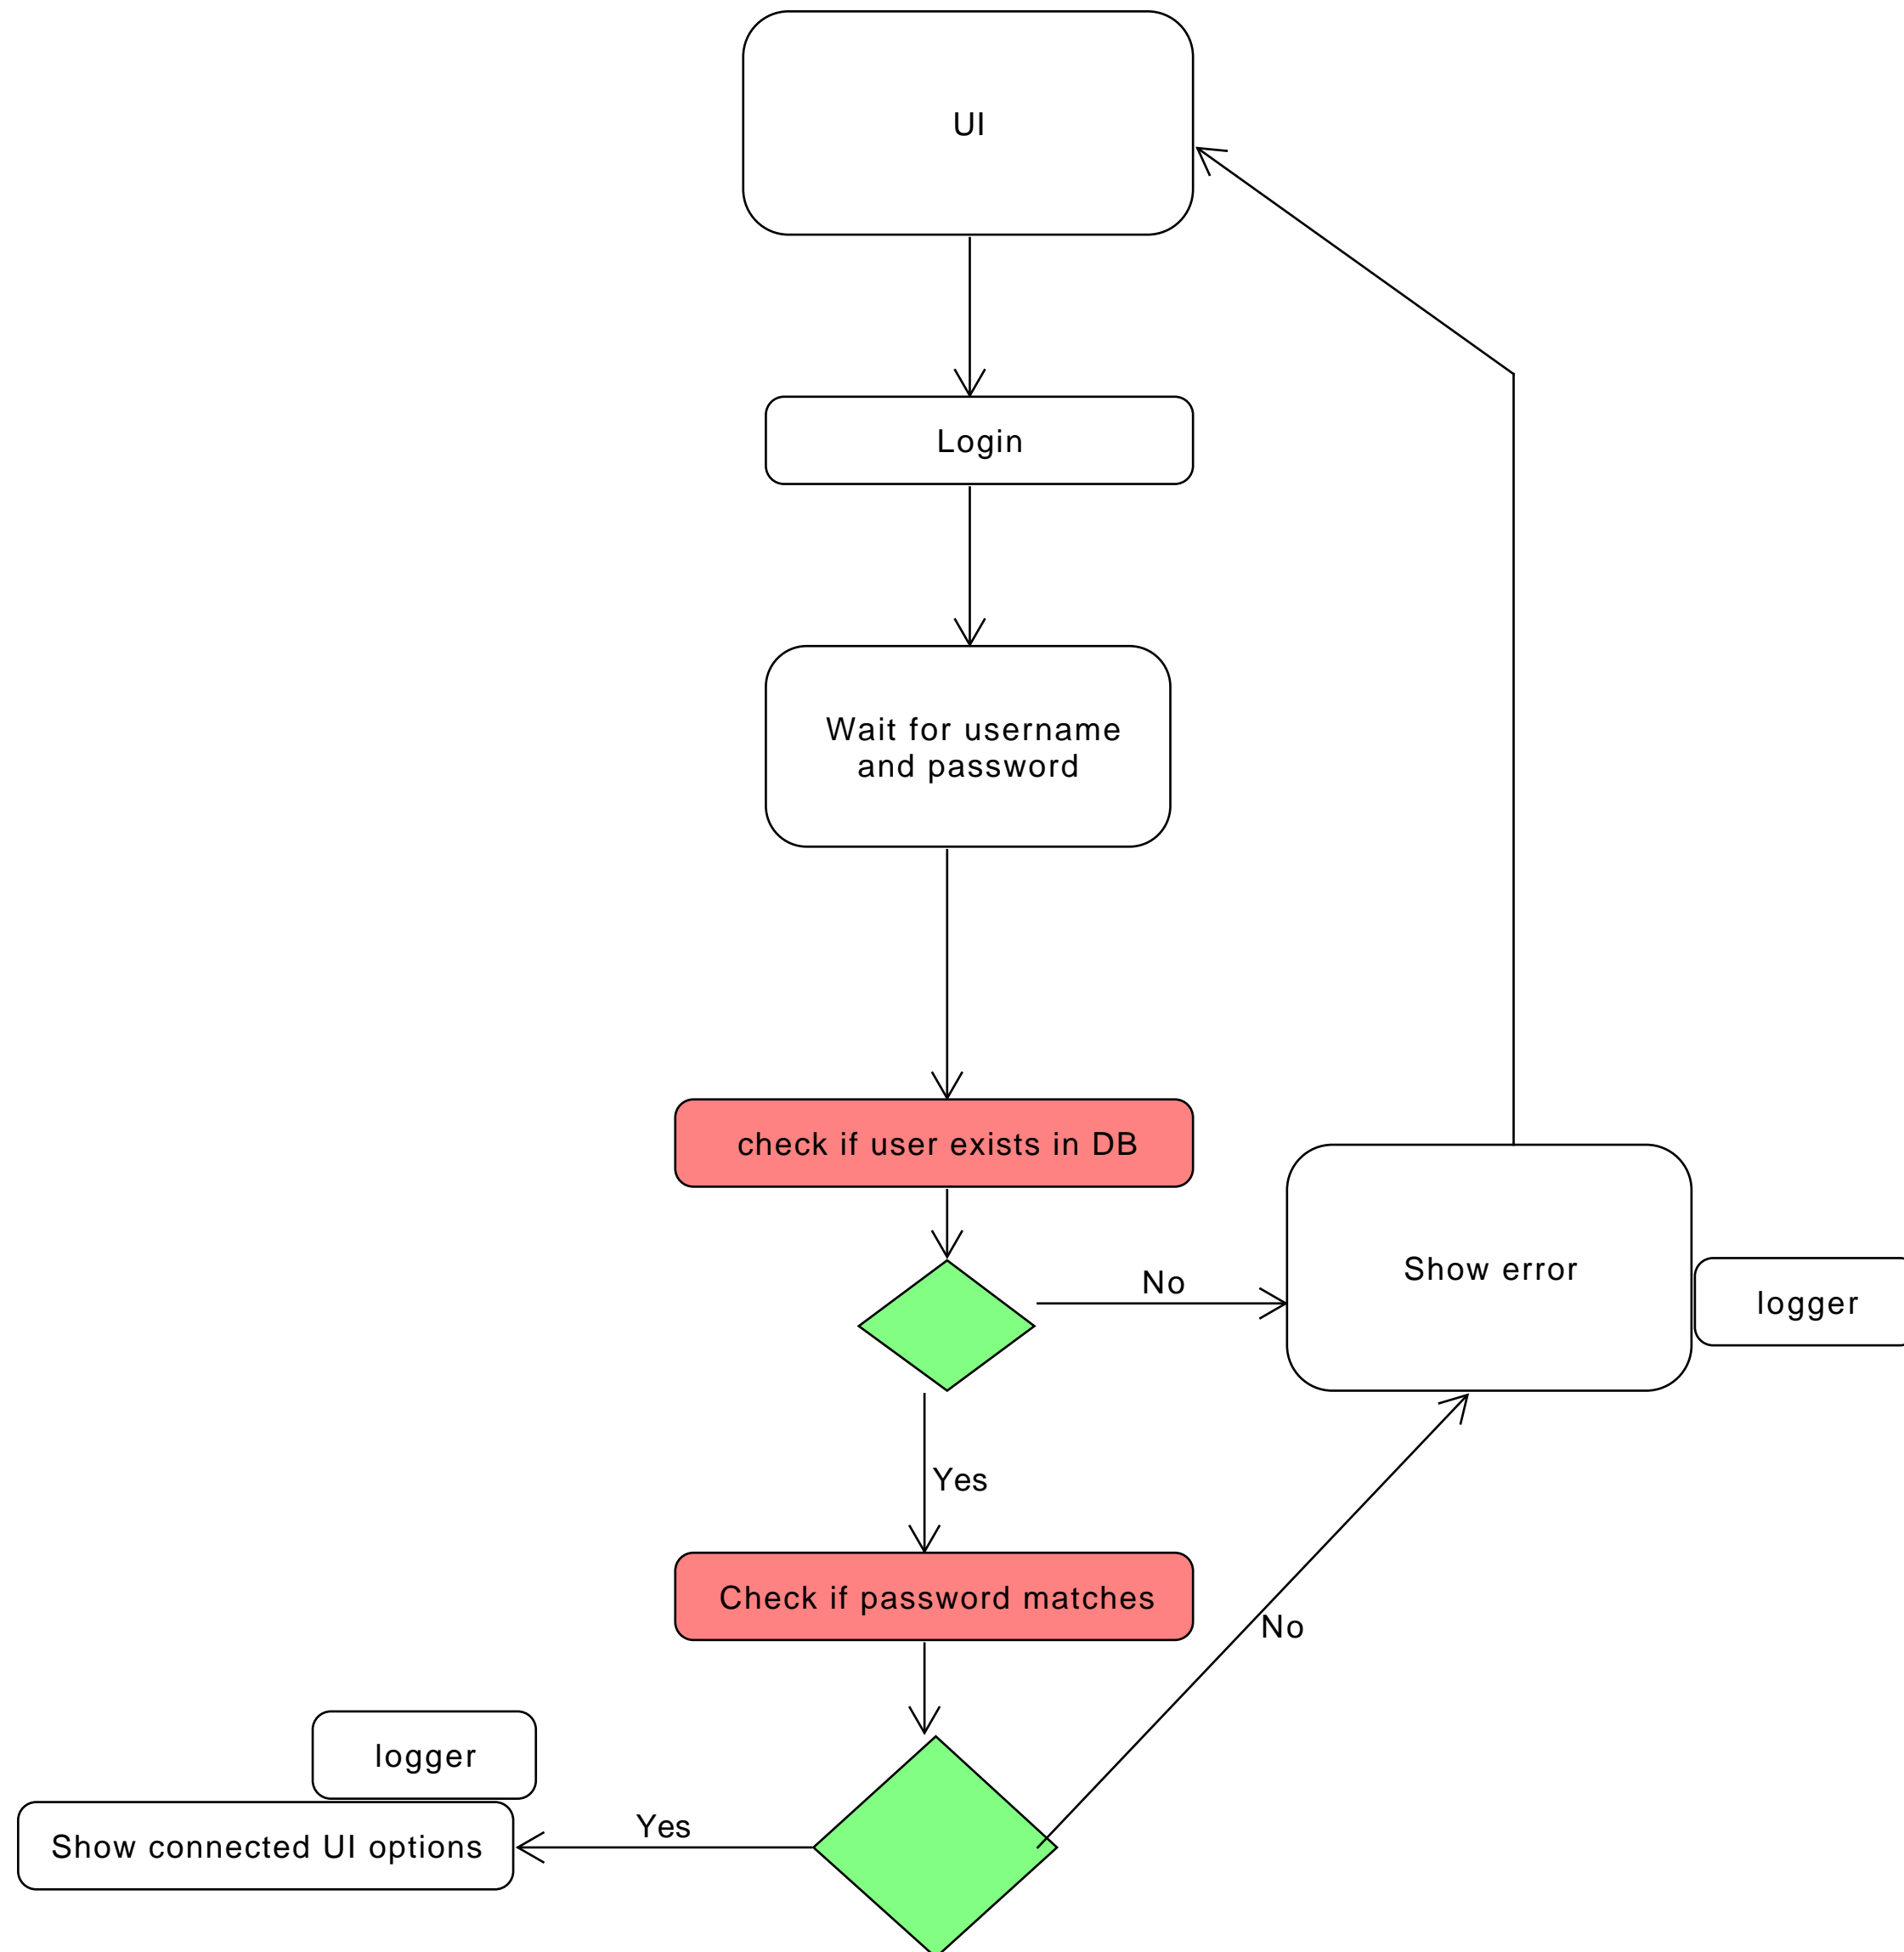 UI
Login
Wait for username
and password
check if user exists in DB
No
Show error
logger
Yes
Check if password matches
No
logger
Yes
Show connected UI options